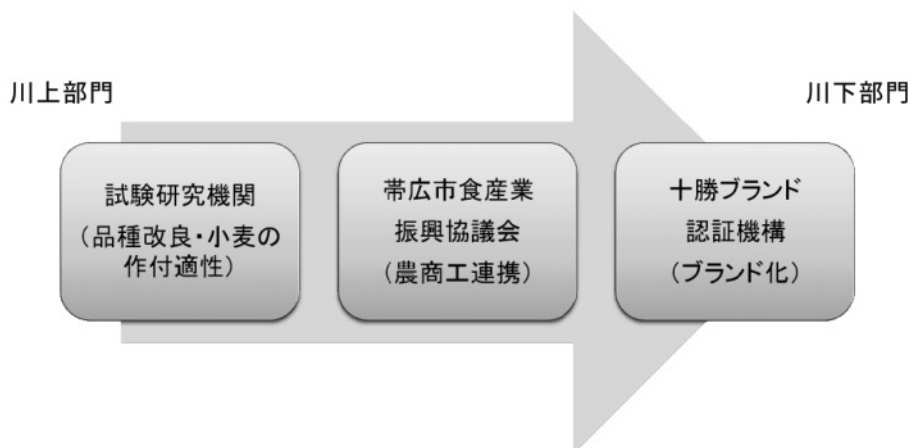 川上部門
川下部門
試験研究機関
（品種改良・小麦の
作付適性）
帯広市食産業
振興協議会
（農商工連携）
十勝ブランド
認証機構
（ブランド化）